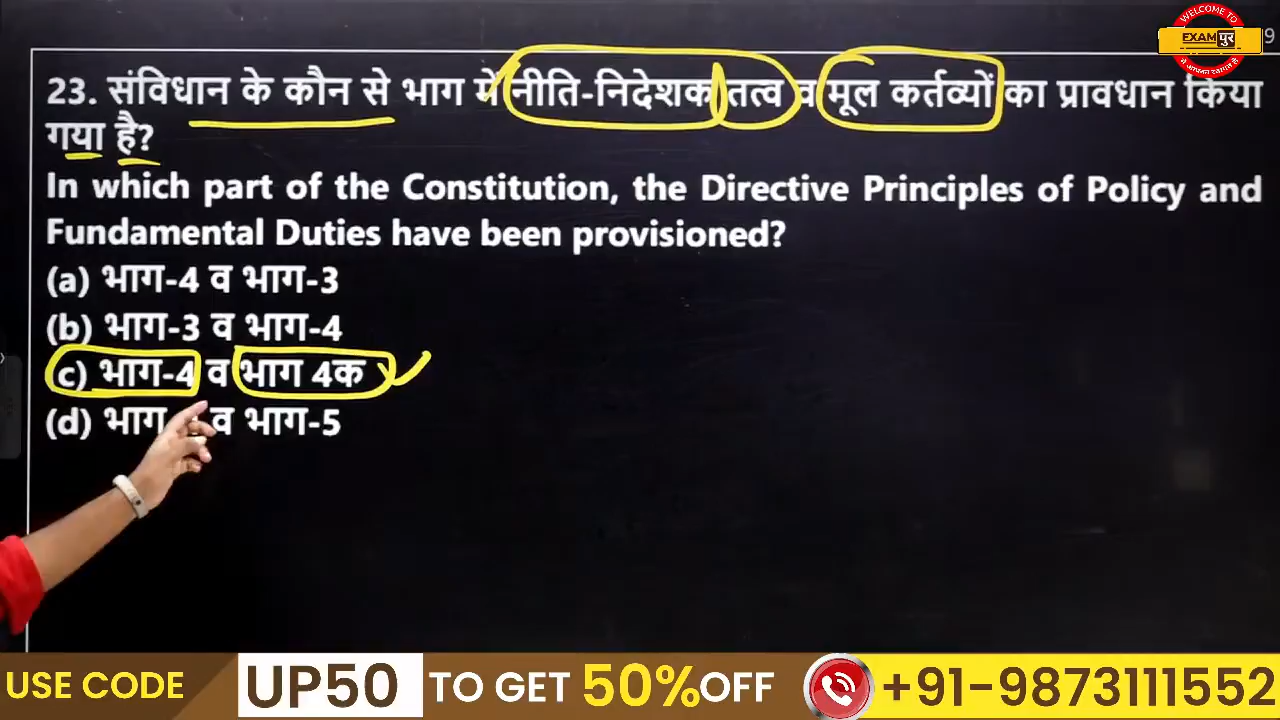 WELCOME TO
EXAM पुर
9
23. संविधान के कौन से भाग में नीति-निदेशक तत्व व मूल कर्तव्यों का प्रावधान किया
गया है?
In which part of the Constitution, the Directive Principles of Policy and
Fundamental Duties have been provisioned?
(a) भाग-4 व भाग-3
(b) भाग-3 व भाग-4
(c) भाग-4 व भाग 4क
(d) भाग- व भाग-5
USE CODE UP50 TO GET 50% OFF +91-9873111552